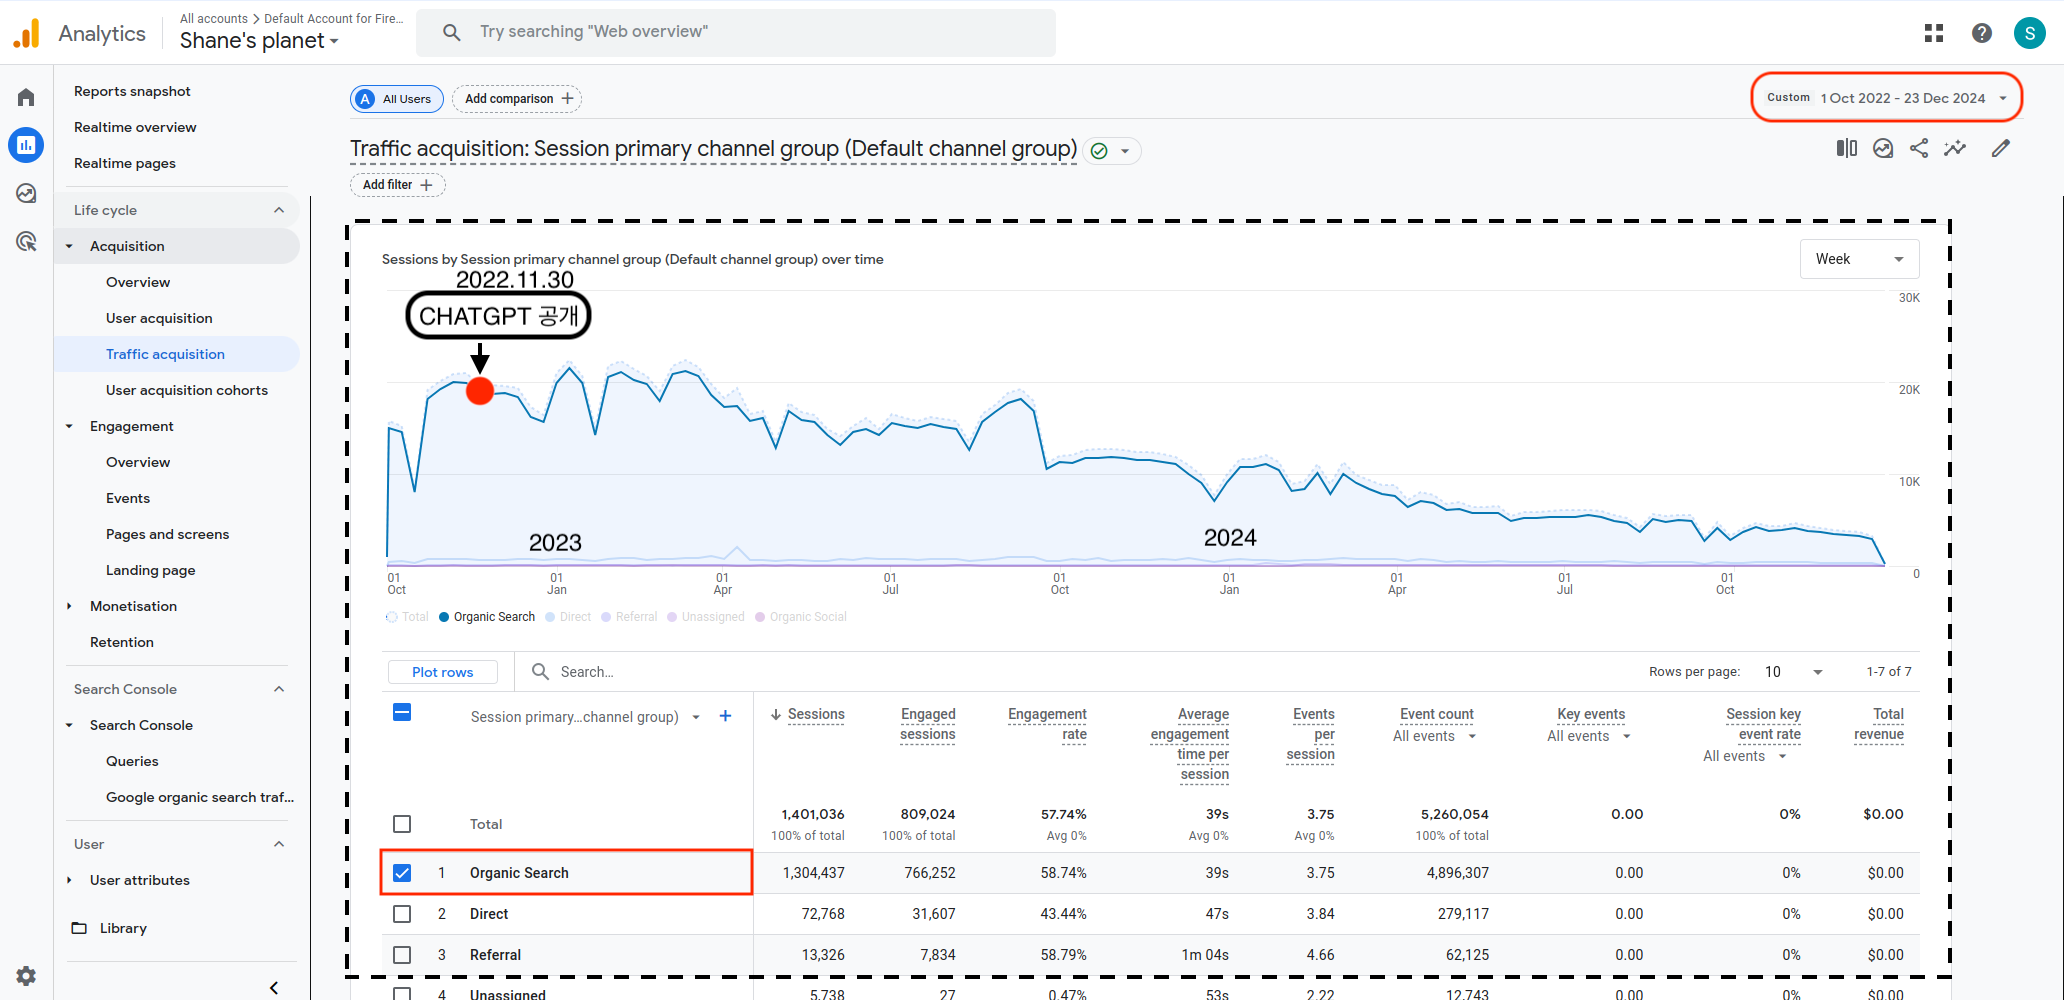 All accounts > Default Account for Fire...
Analytics
Shane's planet
Try searching "Web overview"
S
Reports snapshot
Realtime overview
Realtime pages
Life cycle
Acquisition
Overview
User acquisition
Traffic acquisition
User acquisition cohorts
Engagement
Overview
Events
Pages and screens
Landing page
Monetisation
Retention
Search Console
Search Console
Queries
Google organic search traf...
User
User attributes
Library
A All Users
Add comparison +
Custom 1 Oct 2022 - 23 Dec 2024
Traffic acquisition: Session primary channel group (Default channel group)
Add filter +
Sessions by Session primary channel group (Default channel group) over time
Week
2022.11.30
CHATGPT 공개
30K
20K
10K
0
2023
2024
01 01 01 01 01 01 01 01 01
Oct Jan Apr Jul Oct Jan Apr Jul Oct
Total Organic Search Direct Referral Unassigned Organic Social
Plot rows
Search...
Rows per page: 10 1-7 of 7
Session primary...channel group) +
Sessions
Engaged
sessions
Engagement
rate
Average
engagement
time per
session
Events
per
session
Event count
All events
Key events
All events
Session key
event rate
All events
Total
revenue
Total 1,401,036 809,024 57.74% 39s 3.75 5,260,054 0.00 0% $0.00
100% of total 100% of total Avg 0% Avg 0% Avg 0% 100% of total
1 Organic Search 1,304,437 766,252 58.74% 39s 3.75 4,896,307 0.00 0% $0.00
2 Direct 72,768 31,607 43.44% 47s 3.84 279,117 0.00 0% $0.00
3 Referral 13,326 7,834 58.79% 1m 04s 4.66 62,125 0.00 0% $0.00
4 Unassigned 5,738 27 0.47% 53s 2.22 12,743 0.00 0% $0.00